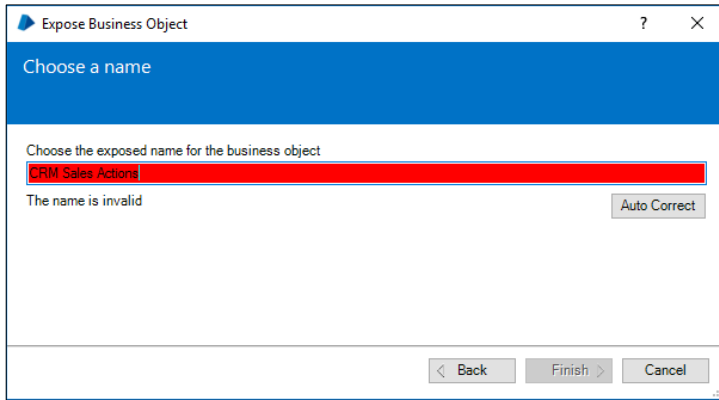 Expose Business Object
?
Choose a name
Choose the exposed name for the business object
CRM Sales Actions
The name is invalid
Auto Correct
Back
Finish
Cancel